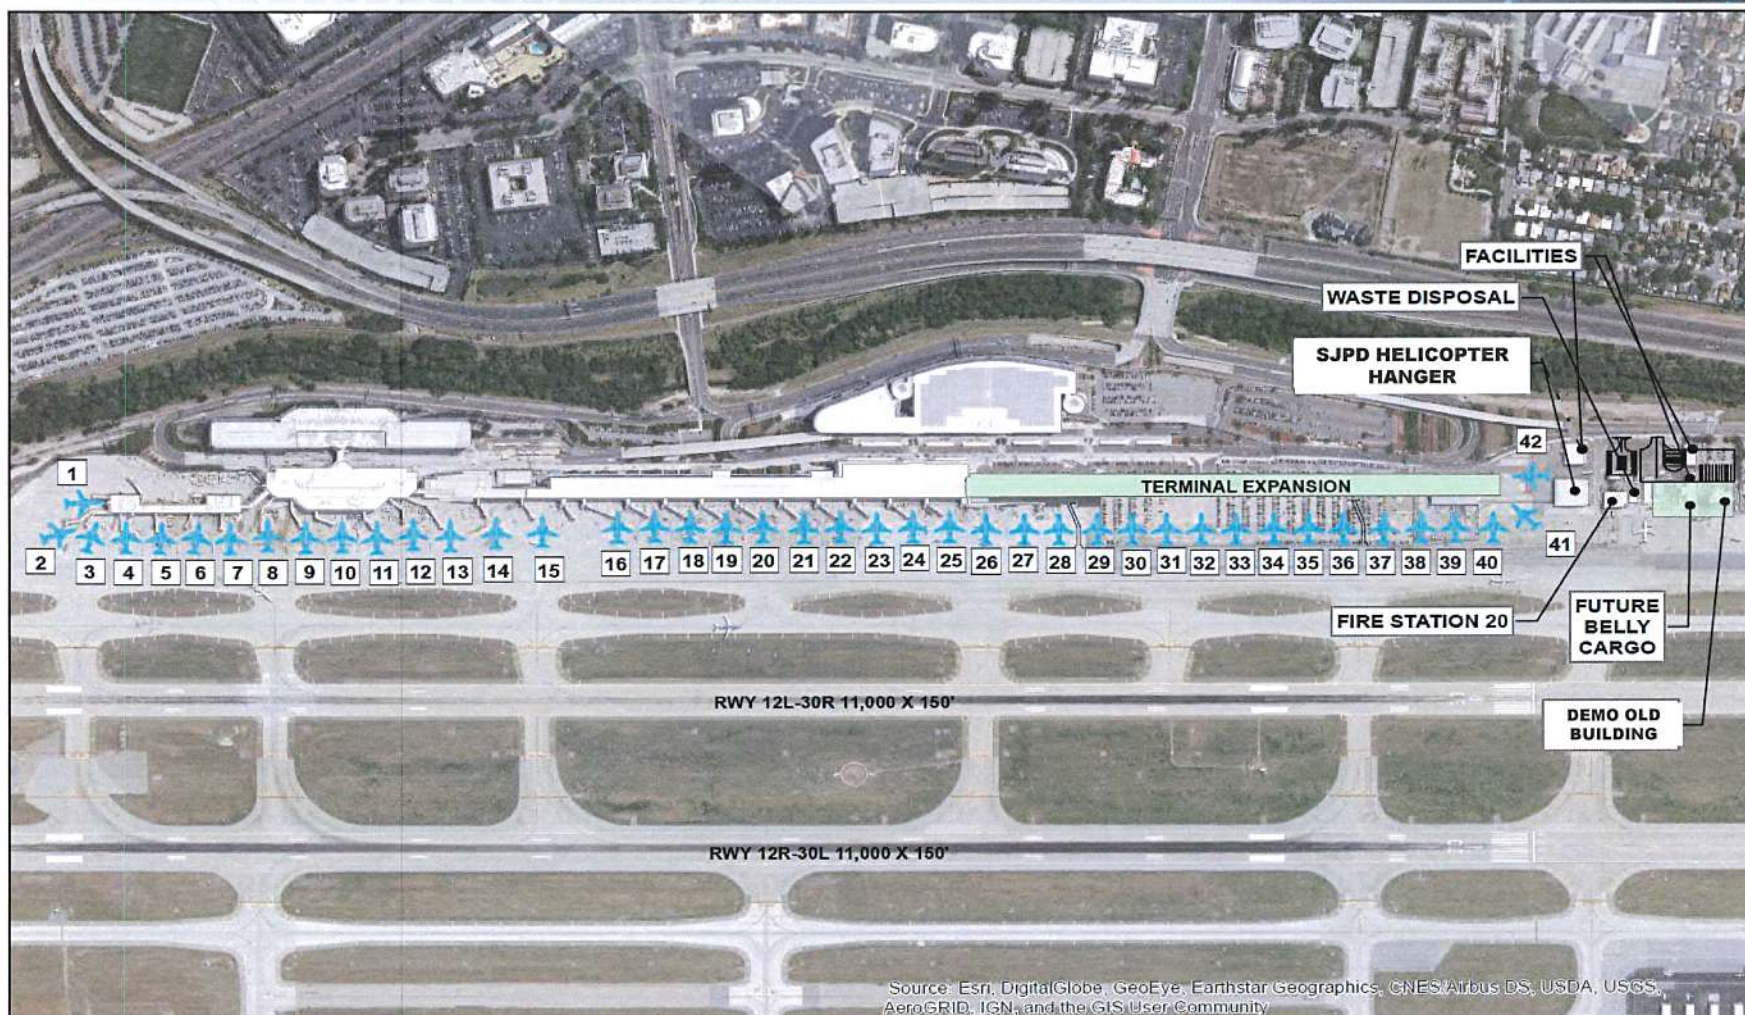 FACILITIES
WASTE DISPOSAL
SJPD HELICOPTER
HANGER
42
1
TERMINAL EXPANSION
2
3
4
5
6
7
8
9
10
11
12
13
14
15
16
17
18
19
20
21
22
23
24
25
26
27
28
29
30
31
32
33
34
35
36
37
38
39
40
41
FIRE STATION 20
FUTURE
BELLY
CARGO
RWY 12L-30R 11,000 X 150'
DEMO OLD
BUILDING
RWY 12R-30L 11,000 X 150'
Source: Esri, DigitalGlobe, GeoEye, Earthstar Geographics, CNES/Airbus DS, USDA, USGS,
AeroGRID, IGN, and the GIS User Community